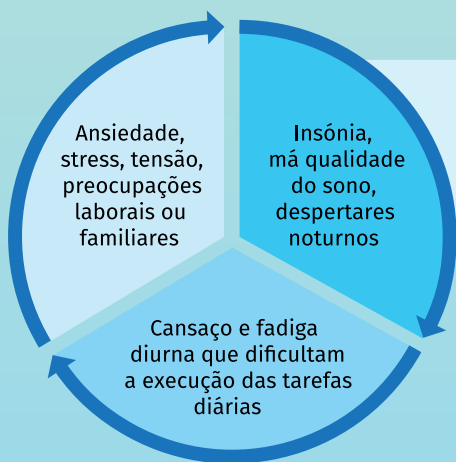 Ansiedade,
stress, tensão,
preocupações
laborais ou
familiares
Insónia,
má qualidade
do sono,
despertares
noturnos
Cansaço e fadiga
diurna que dificultam
a execução das tarefas
diárias